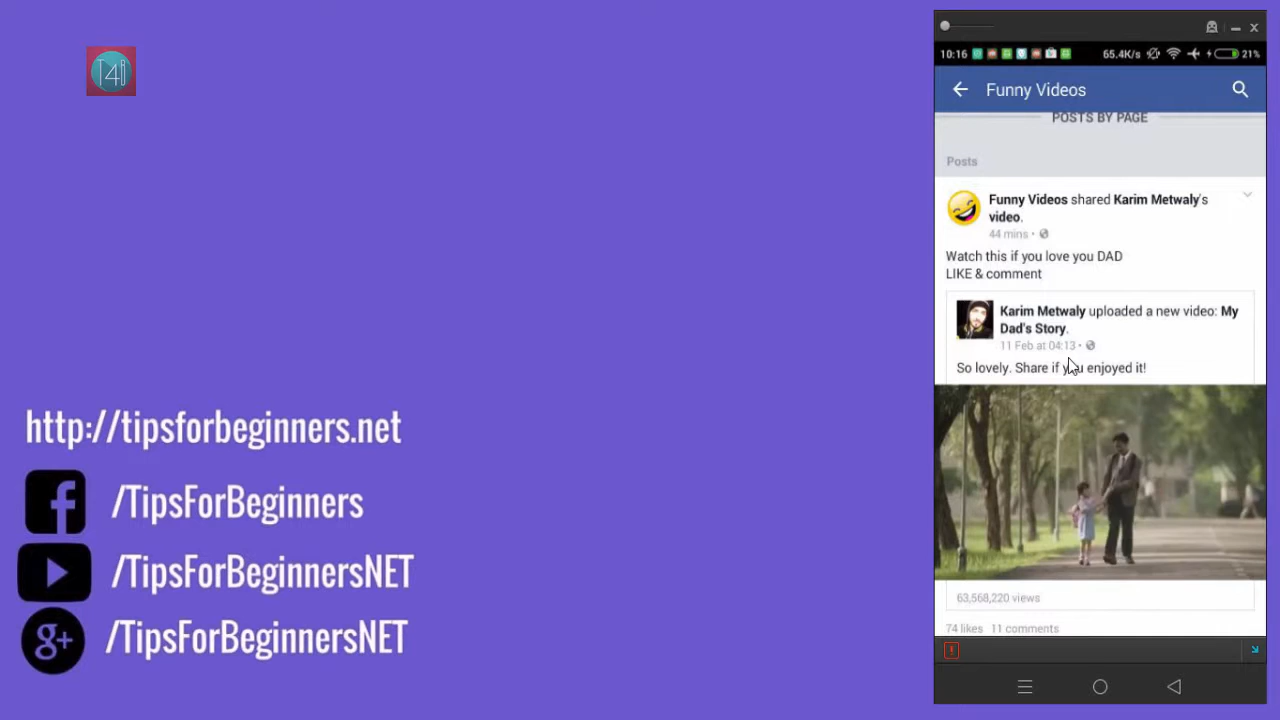 T4B
http://tipsforbeginners.net
/TipsForBeginners
/TipsForBeginnersNET
g+ /TipsForBeginnersNET
10:16 65.4K/s 21%
Funny Videos
POSTS BY PAGE
Posts
Funny Videos shared Karim Metwaly's
video.
44 mins •
Watch this if you love you DAD
LIKE & comment
Karim Metwaly uploaded a new video: My
Dad's Story.
11 Feb at 04:13 •
So lovely. Share if you enjoyed it!
63,568,220 views
74 likes 11 comments